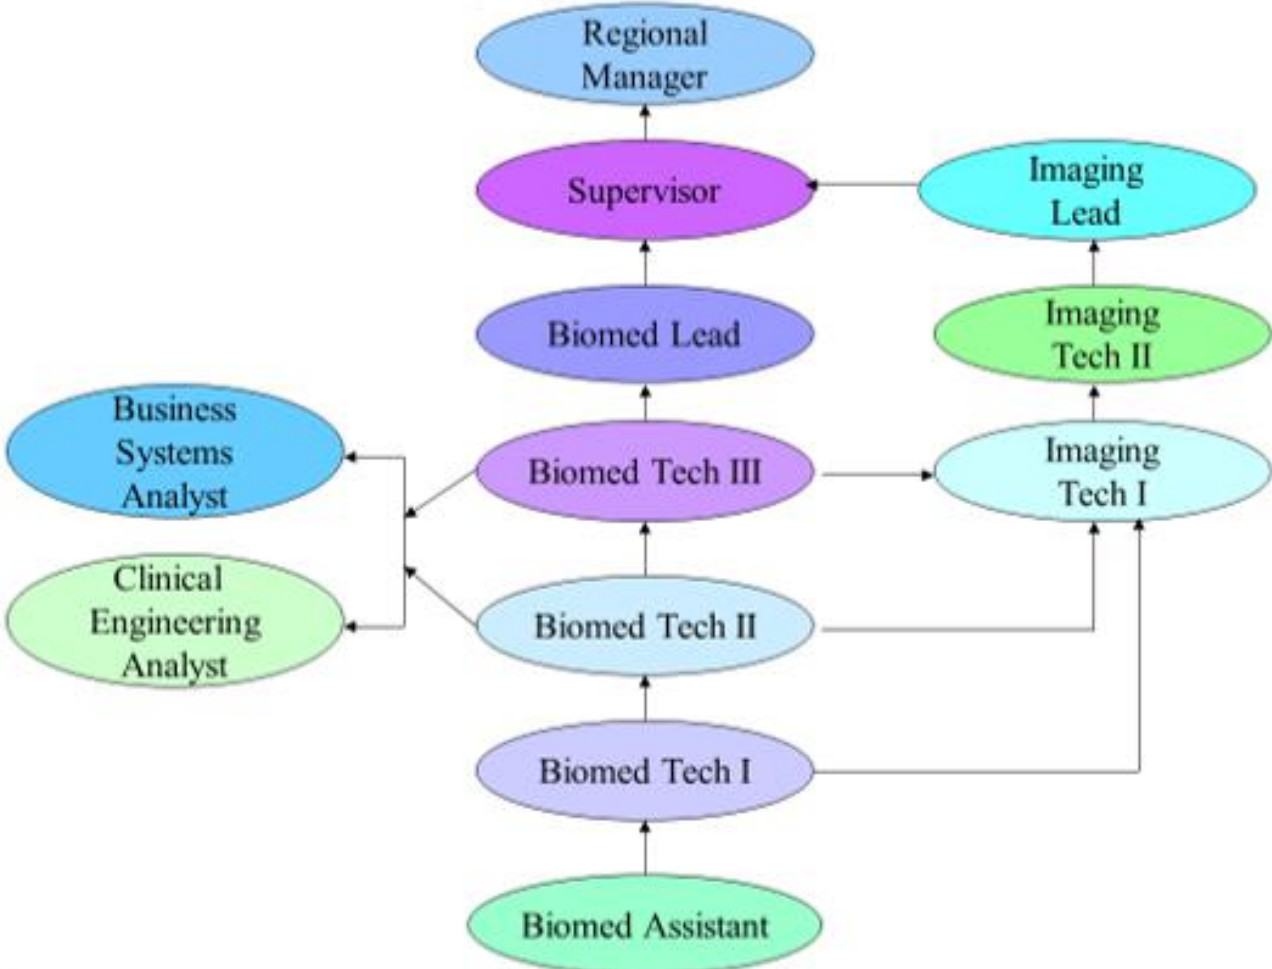 Regional
Manager
Supervisor
Imaging
Lead
Biomed Lead
Imaging
Tech II
Business
Systems
Analyst
Biomed Tech III
Imaging
Tech I
Clinical
Engineering
Analyst
Biomed Tech II
Biomed Tech I
Biomed Assistant